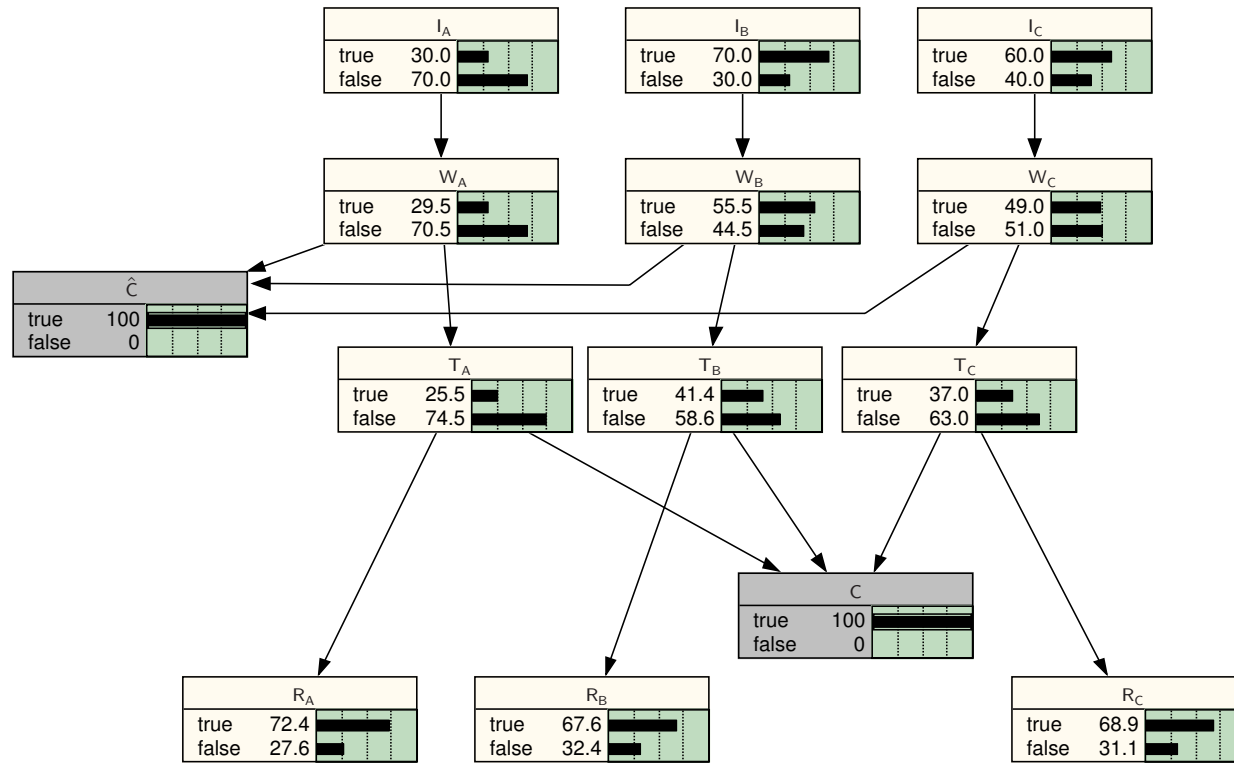 I_A
true 30.0
false 70.0
I_B
true 70.0
false 30.0
I_C
true 60.0
false 40.0
W_A
true 29.5
false 70.5
W_B
true 55.5
false 44.5
W_C
true 49.0
false 51.0
Ĉ
true 100
false 0
T_A
true 25.5
false 74.5
T_B
true 41.4
false 58.6
T_C
true 37.0
false 63.0
C
true 100
false 0
R_A
true 72.4
false 27.6
R_B
true 67.6
false 32.4
R_C
true 68.9
false 31.1